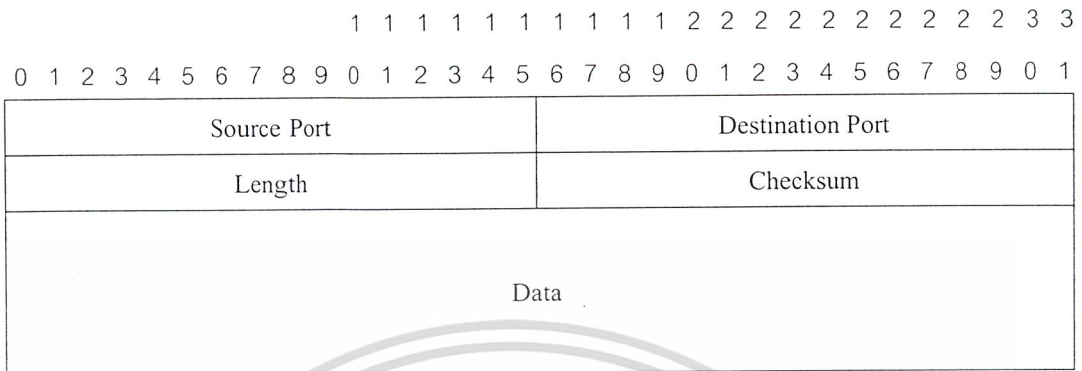 1 1 1 1 1 1 1 1 1 1 2 2 2 2 2 2 2 2 2 2 3 3
0 1 2 3 4 5 6 7 8 9 0 1 2 3 4 5 6 7 8 9 0 1 2 3 4 5 6 7 8 9 0 1
Source Port Destination Port
Length Checksum
Data